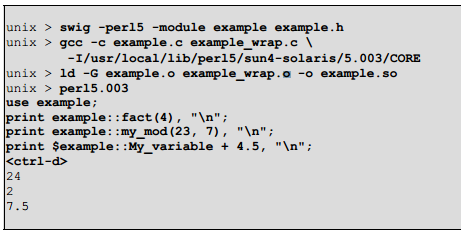 unix > swig -perl5 -module example example.h
unix > gcc -c example.c example_wrap.c \
-I/usr/local/lib/perl5/sun4-solaris/5.003/CORE
unix > ld -G example.o example_wrap.o -o example.so
unix > perl5.003
use example;
print example::fact(4), "\n";
print example::my_mod(23, 7), "\n";
print $example::My_variable + 4.5, "\n";
<ctrl-d>
24
2
7.5